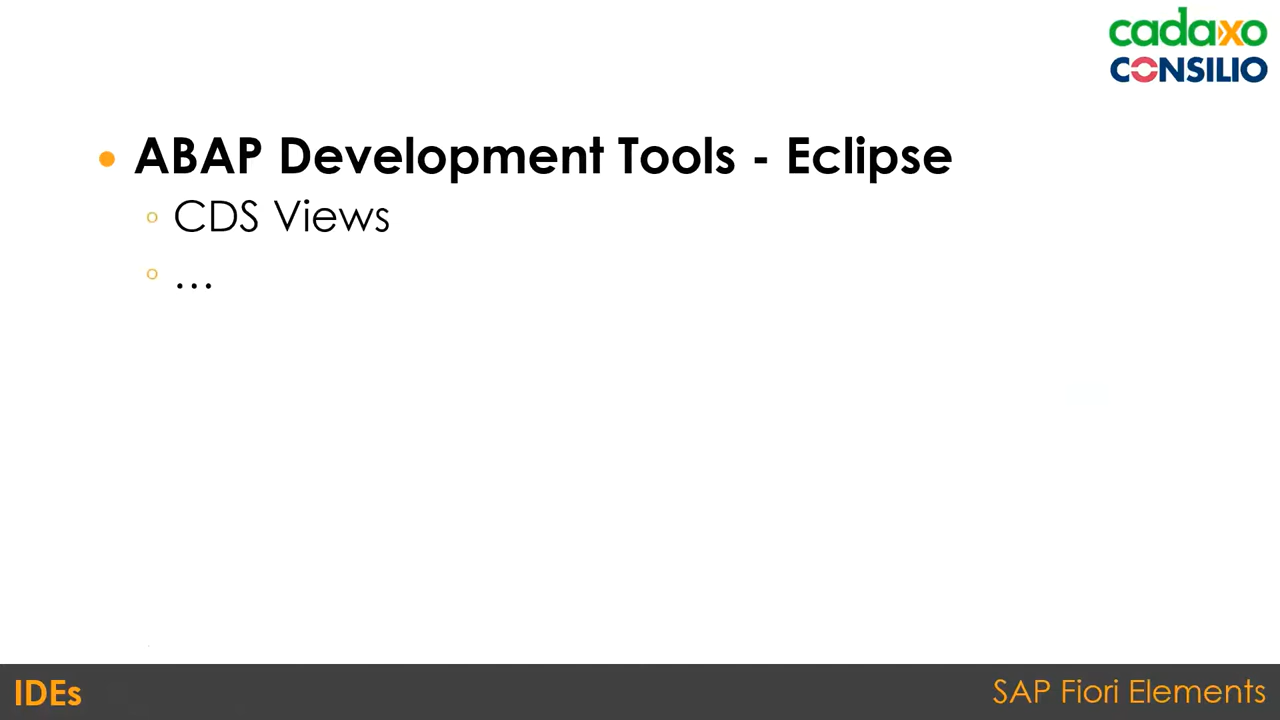 cadaxo
CONSILIO
• ABAP Development Tools - Eclipse
◦ CDS Views
◦ …
IDEs
SAP Fiori Elements